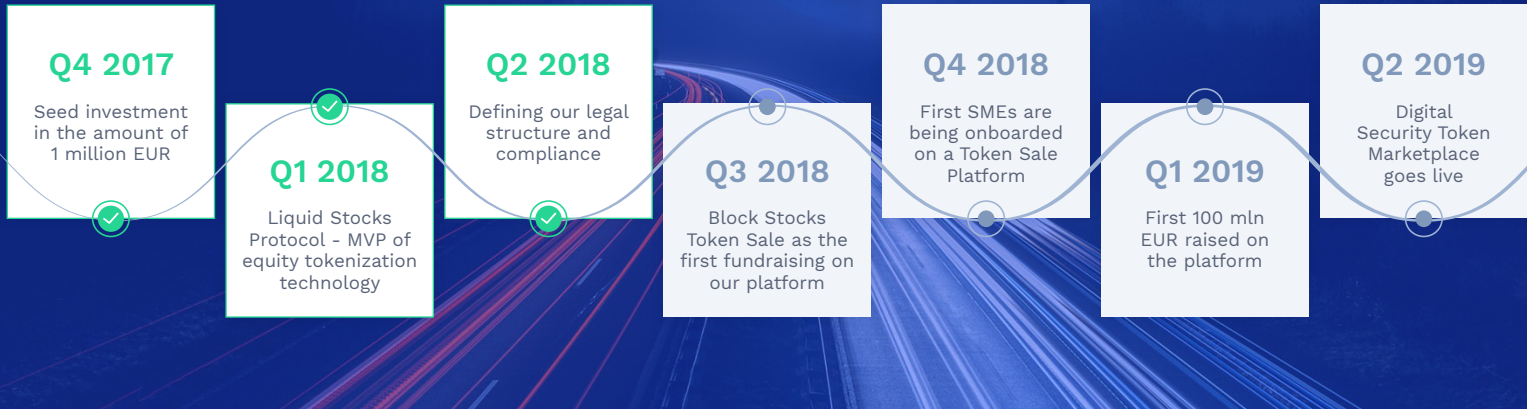 Q4 2017
Seed investment
in the amount of
1 million EUR
Q1 2018
Liquid Stocks
Protocol - MVP of
equity tokenization
technology
Q2 2018
Defining our legal
structure and
compliance
Q3 2018
Block Stocks
Token Sale as the
first fundraising on
our platform
Q4 2018
First SMEs are
being onboarded
on a Token Sale
Platform
Q1 2019
First 100 mln
EUR raised on
the platform
Q2 2019
Digital
Security Token
Marketplace
goes live